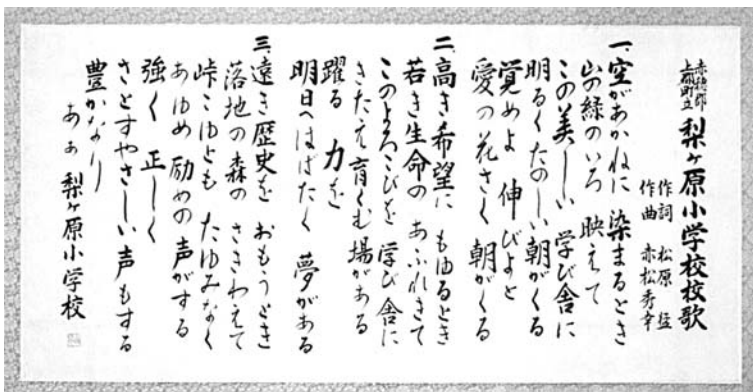 赤穂郡
上郡町立
梨ヶ原小学校校歌
作詞 松原 猛
作曲 赤松秀幸
一、空があかねに 染まるとき
山の緑のいろ 映えて
この美しい 学び舎に
明るくたのしい朝がくる
覚めよ 伸びよと
愛の花さく 朝がくる
二、高き希望に もゆるとき
若き生命の あふれきて
このよろこびを 学び舎に
きたえ育くむ 場がある
躍る 力を
明日へはばたく 夢がある
三、遠き歴史を おもうとき
落地の森の さきわえて
峠こゆとも たゆみなく
あゆめ 励めの 声がする
強く 正しく
さとすやさしい 声もする
豊かなり
あゝ 梨ヶ原小学校